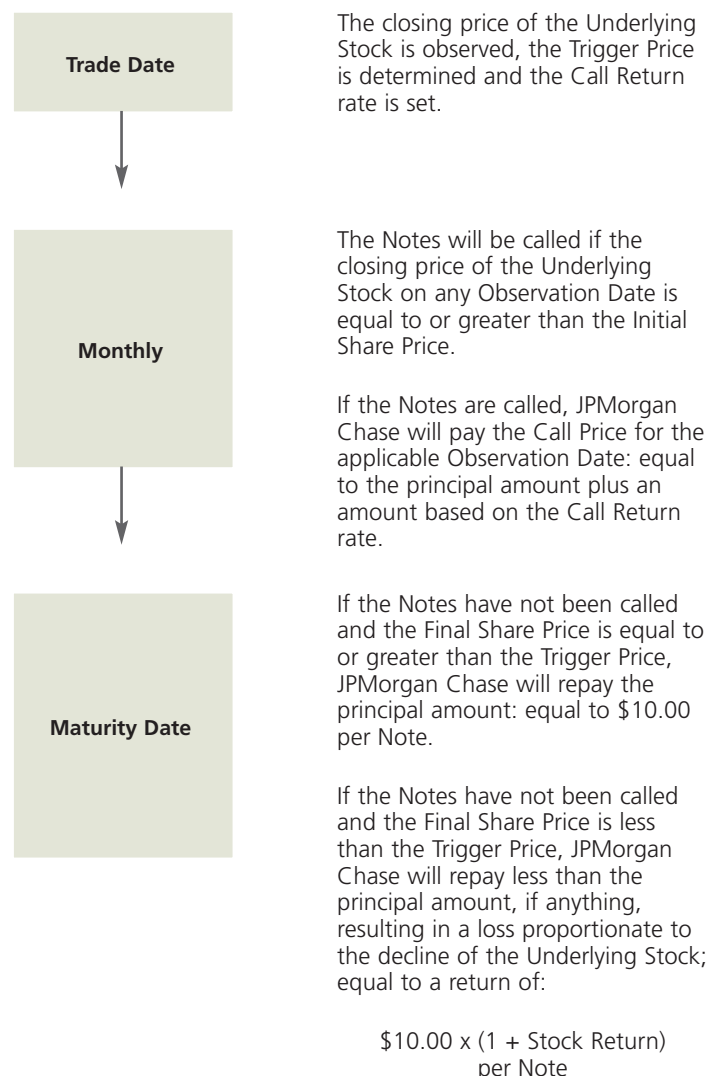 Trade Date
The closing price of the Underlying
Stock is observed, the Trigger Price
is determined and the Call Return
rate is set.
Monthly
The Notes will be called if the
closing price of the Underlying
Stock on any Observation Date is
equal to or greater than the Initial
Share Price.
If the Notes are called, JPMorgan
Chase will pay the Call Price for the
applicable Observation Date: equal
to the principal amount plus an
amount based on the Call Return
rate.
Maturity Date
If the Notes have not been called
and the Final Share Price is equal to
or greater than the Trigger Price,
JPMorgan Chase will repay the
principal amount: equal to $10.00
per Note.
If the Notes have not been called
and the Final Share Price is less
than the Trigger Price, JPMorgan
Chase will repay less than the
principal amount, if anything,
resulting in a loss proportionate to
the decline of the Underlying Stock;
equal to a return of:
$10.00 x (1 + Stock Return)
per Note